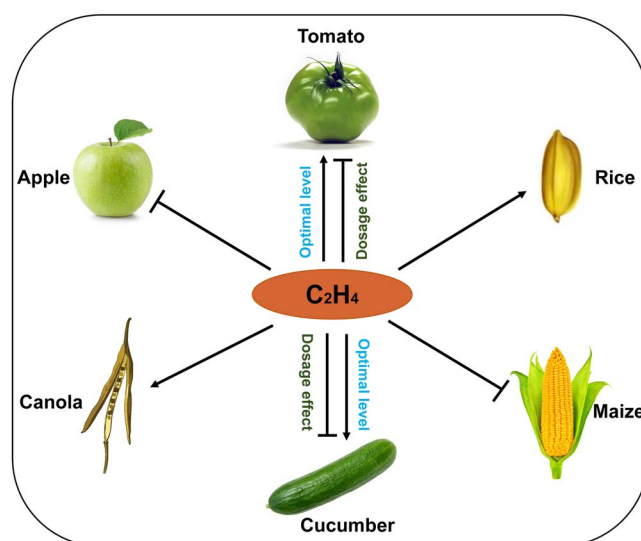 Tomato
Apple
Rice
Optimal level
Dosage effect
C₂H₄
Dosage effect
Optimal level
Canola
Maize
Cucumber